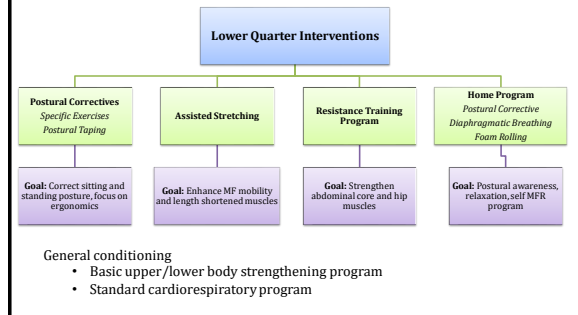 Lower Quarter Interventions
Postural Correctives
Specific Exercises
Postural Taping
Assisted Stretching
Resistance Training
Program
Home Program
Postural Corrective
Diaphragmatic Breathing
Foam Rolling
Goal: Correct sitting and
standing posture, focus on
ergonomics
Goal: Enhance MF mobility
and length shortened muscles
Goal: Strengthen
abdominal core and hip
muscles
Goal: Postural awareness,
relaxation, self MFR
program
General conditioning
• Basic upper/lower body strengthening program
• Standard cardiorespiratory program